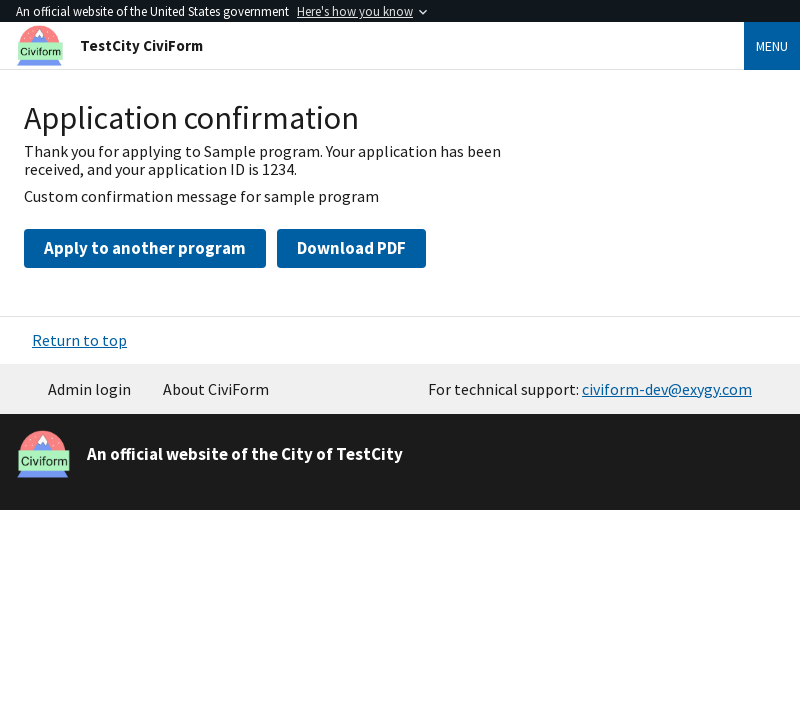 An official website of the United States government Here's how you know
Civiform
TestCity CiviForm
MENU
Application confirmation
Thank you for applying to Sample program. Your application has been
received, and your application ID is 1234.
Custom confirmation message for sample program
Apply to another program
Download PDF
Return to top
Admin login
About CiviForm
For technical support: civiform-dev@exygy.com
Civiform
An official website of the City of TestCity